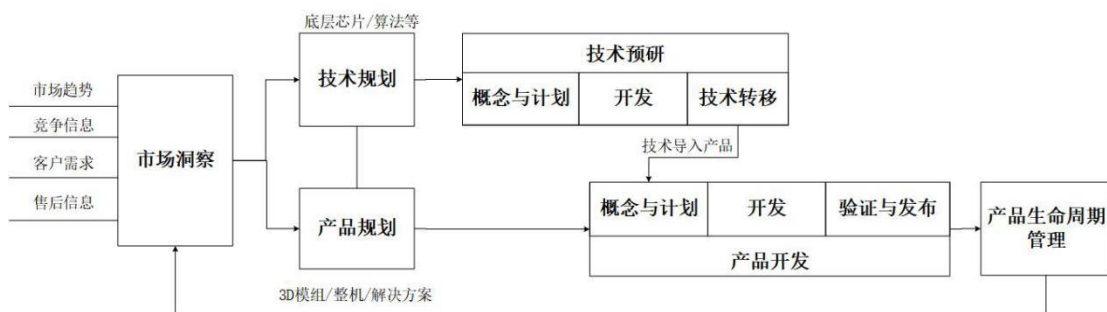 底层芯片/算法等
技术规划
技术预研
概念与计划
开发
技术转移
市场趋势
竞争信息
客户需求
售后信息
市场洞察
技术导入产品
产品规划
概念与计划
开发
验证与发布
产品开发
产品生命周期
管理
3D模组/整机/解决方案